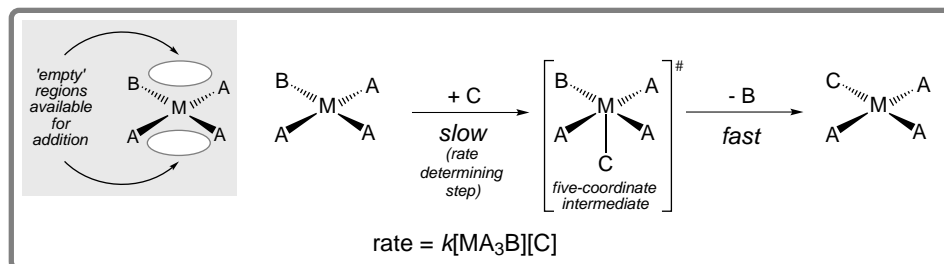 'empty'
regions
available
for
addition
B
A
M
A
A
B
A
M
A
A
+ C
slow
(rate
determining
step)
#
B
A
M
A
A
C
five-coordinate
intermediate
- B
fast
C
A
M
A
A
rate = k[MA₃B][C]